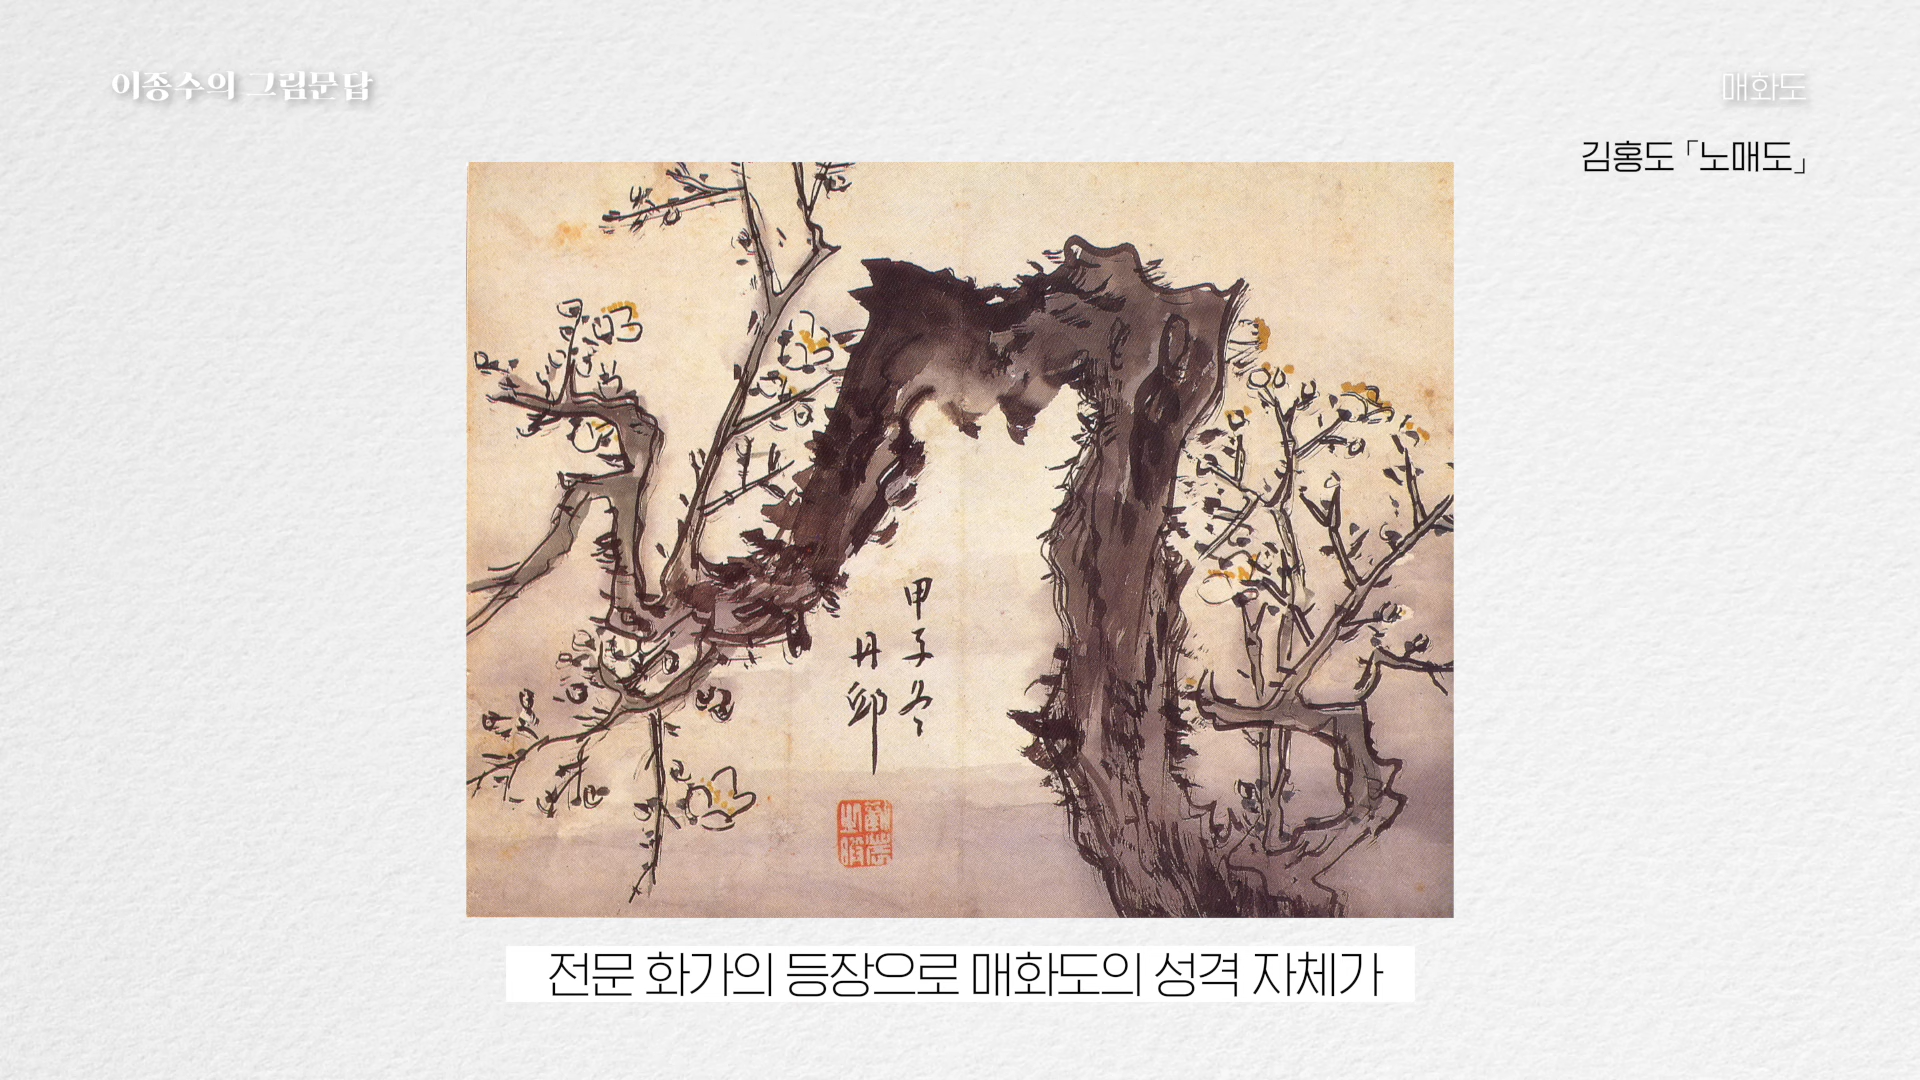 이종수의 그림문답
매화도
김홍도 「노매도」
甲子冬
丹邱
전문 화가의 등장으로 매화도의 성격 자체가